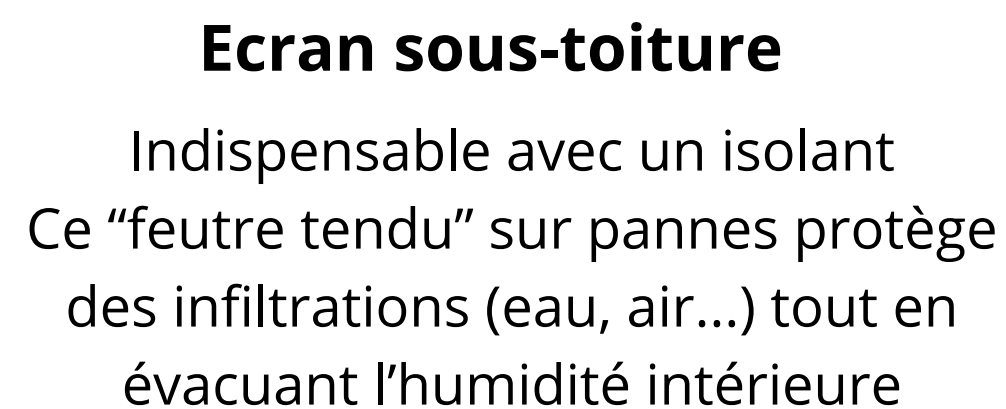 Ecran sous-toiture
Indispensable avec un isolant
Ce “feutre tendu” sur pannes protège
des infiltrations (eau, air...) tout en
évacuant l’humidité intérieure